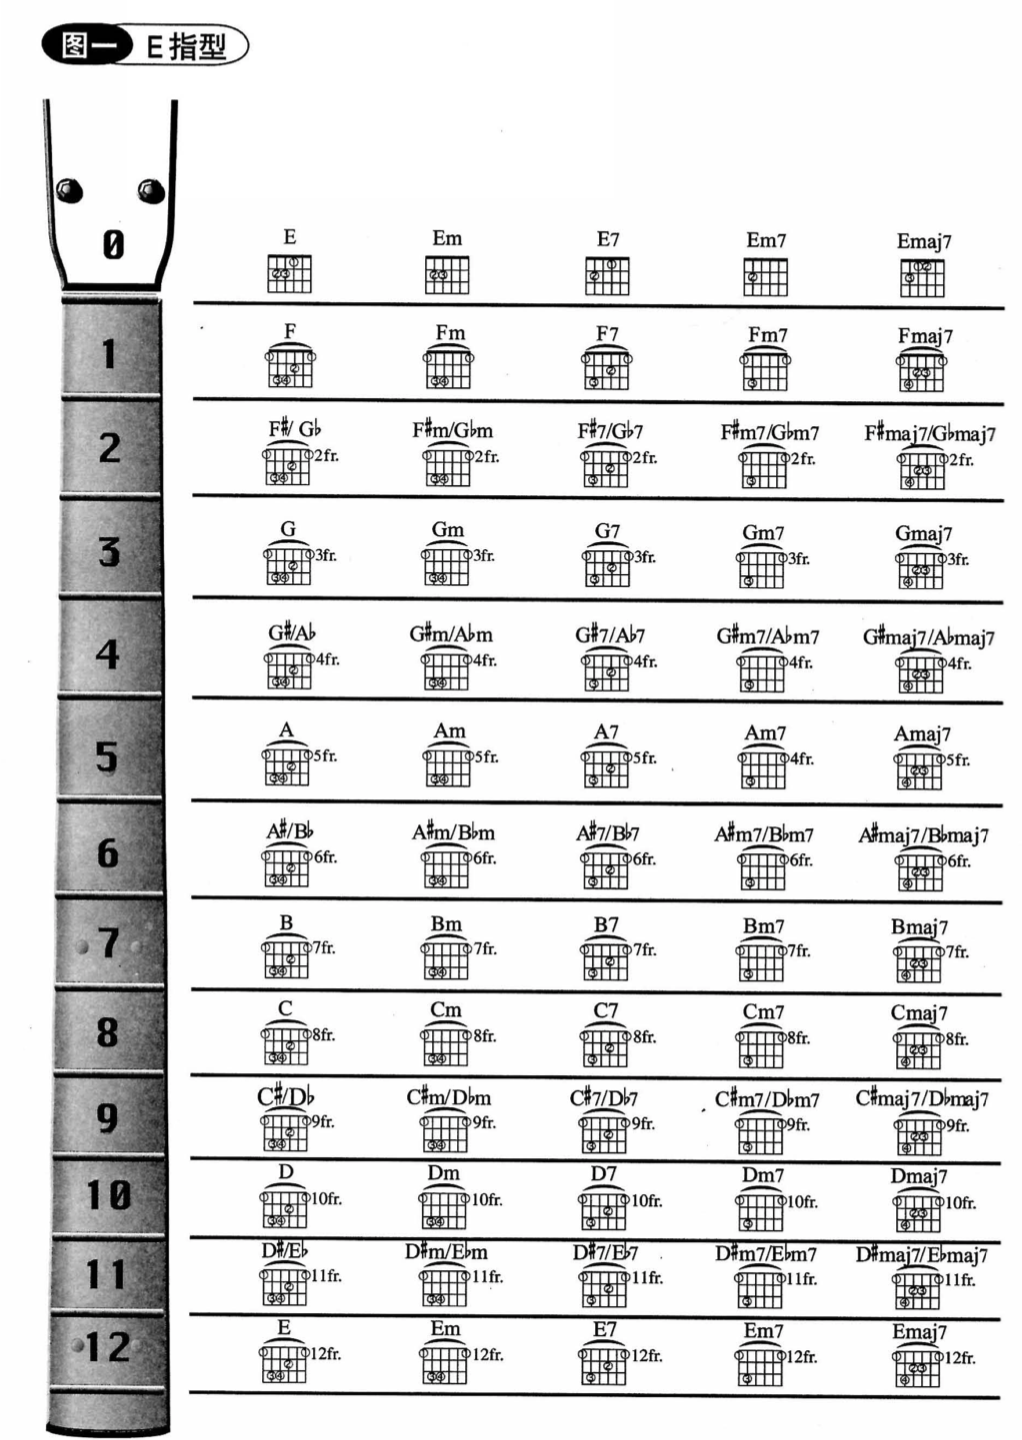 图一 E指型
0 E Em E7 Em7 Emaj7
1 F Fm F7 Fm7 Fmaj7
2 F#/G♭ F#m/G♭m F#7/G♭7 F#m7/G♭m7 F#maj7/G♭maj7
2fr. 2fr. 2fr. 2fr. 2fr.
3 G Gm G7 Gm7 Gmaj7
3fr. 3fr. 3fr. 3fr. 3fr.
4 G#/A♭ G#m/A♭m G#7/A♭7 G#m7/A♭m7 G#maj7/A♭maj7
4fr. 4fr. 4fr. 4fr. 4fr.
5 A Am A7 Am7 Amaj7
5fr. 5fr. 5fr. 4fr. 5fr.
6 A#/B♭ A#m/B♭m A#7/B♭7 A#m7/B♭m7 A#maj7/B♭maj7
6fr. 6fr. 6fr. 6fr. 6fr.
7 B Bm B7 Bm7 Bmaj7
7fr. 7fr. 7fr. 7fr. 7fr.
8 C Cm C7 Cm7 Cmaj7
8fr. 8fr. 8fr. 8fr. 8fr.
9 C#/D♭ C#m/D♭m C#7/D♭7 C#m7/D♭m7 C#maj7/D♭maj7
9fr. 9fr. 9fr. 9fr. 9fr.
10 D Dm D7 Dm7 Dmaj7
10fr. 10fr. 10fr. 10fr. 10fr.
11 D#/E♭ D#m/E♭m D#7/E♭7 D#m7/E♭m7 D#maj7/E♭maj7
11fr. 11fr. 11fr. 11fr. 11fr.
12 E Em E7 Em7 Emaj7
12fr. 12fr. 12fr. 12fr. 12fr.